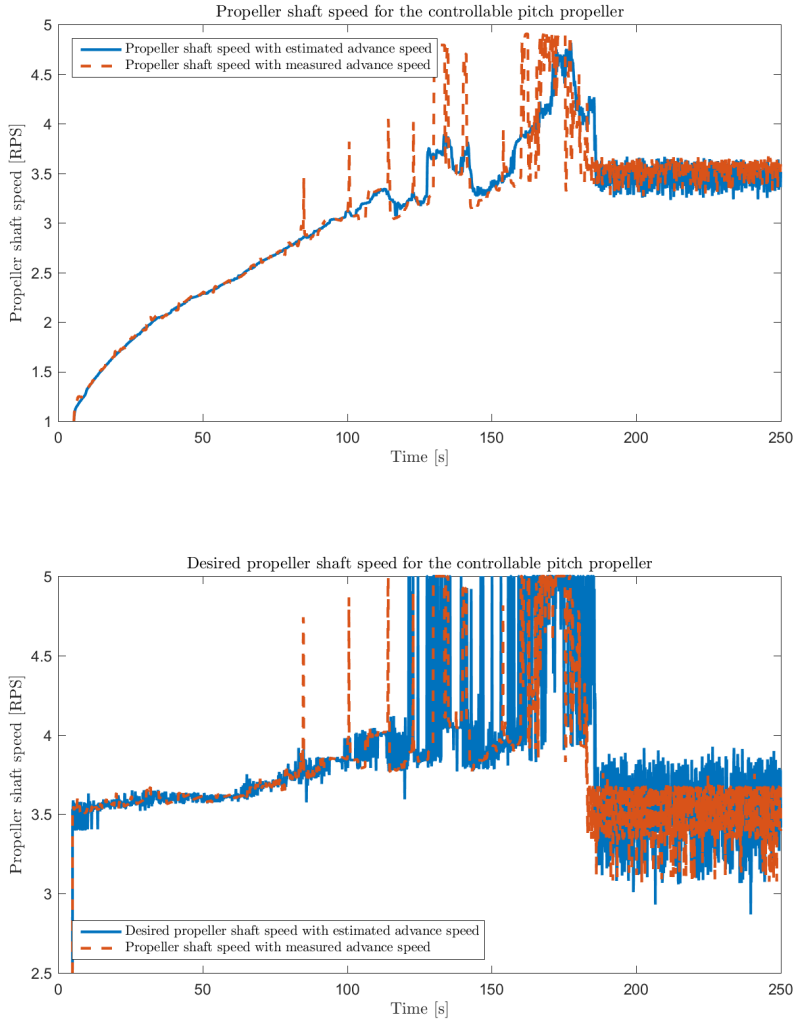 Propeller shaft speed for the controllable pitch propeller
5
4.5
4
3.5
3
2.5
2
1.5
1
Propeller shaft speed [RPS]
Propeller shaft speed with estimated advance speed
Propeller shaft speed with measured advance speed
0 50 100 150 200 250
Time [s]
Desired propeller shaft speed for the controllable pitch propeller
5
4.5
4
3.5
3
2.5
Propeller shaft speed [RPS]
Desired propeller shaft speed with estimated advance speed
Propeller shaft speed with measured advance speed
0 50 100 150 200 250
Time [s]